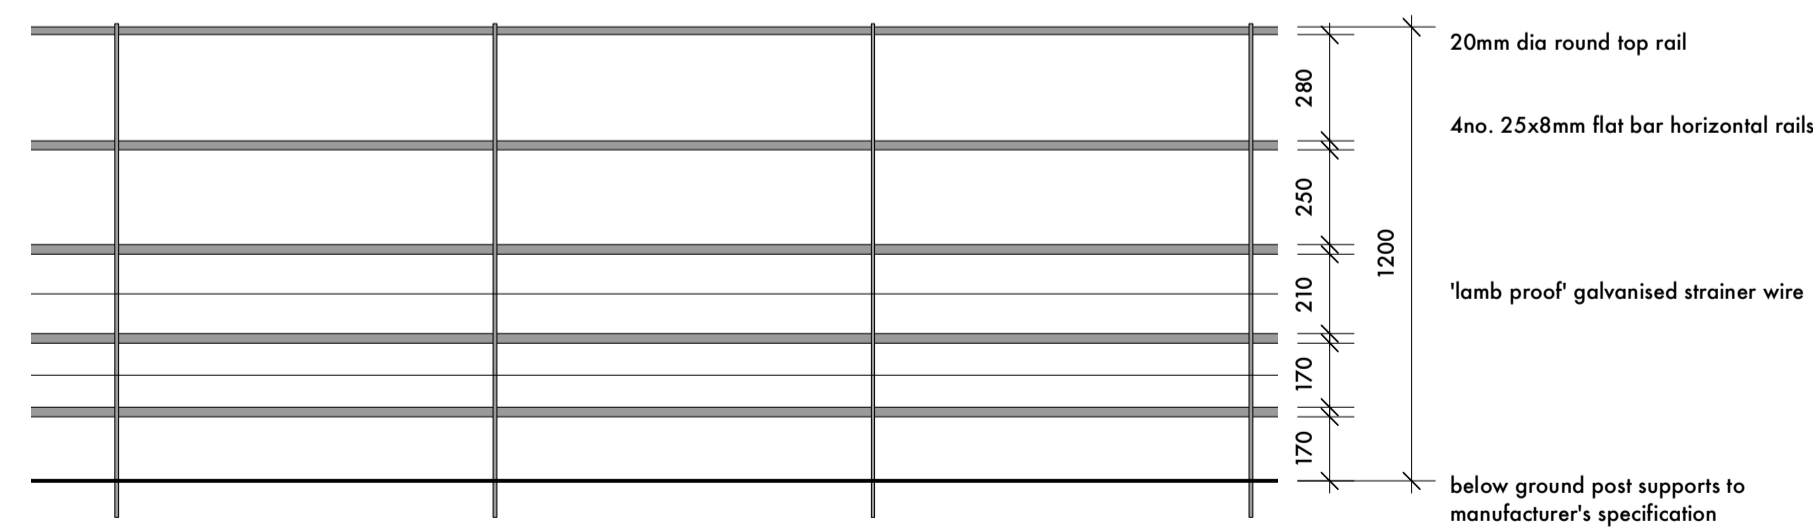 20mm dia round top rail
280
4no. 25x8mm flat bar horizontal rails
250
1200
210
'lamb proof' galvanised strainer wire
170
170
below ground post supports to
manufacturer's specification